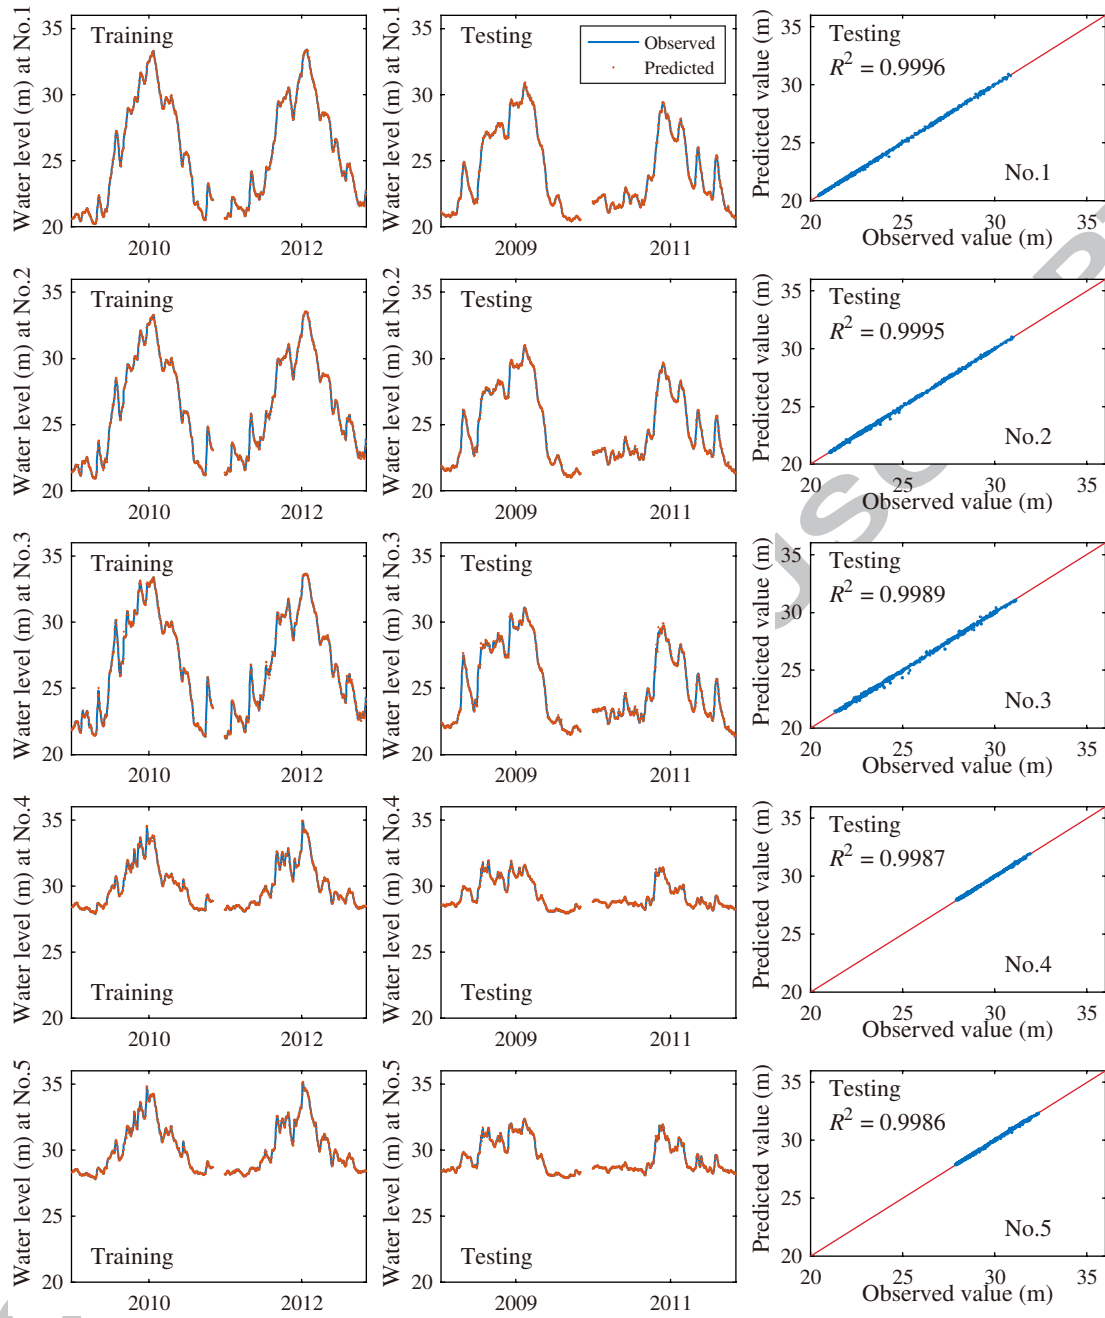 Water level (m) at No.1
35
30
25
20
Training
2010
2012
Water level (m) at No.1
35
30
25
20
Testing
Observed
Predicted
2009
2011
Predicted value (m)
35
30
25
20
Testing
R² = 0.9996
No.1
20
25
30
35
Observed value (m)
Water level (m) at No.2
35
30
25
20
Training
2010
2012
Water level (m) at No.2
35
30
25
20
Testing
2009
2011
Predicted value (m)
35
30
25
20
Testing
R² = 0.9995
No.2
20
25
30
35
Observed value (m)
Water level (m) at No.3
35
30
25
20
Training
2010
2012
Water level (m) at No.3
35
30
25
20
Testing
2009
2011
Predicted value (m)
35
30
25
20
Testing
R² = 0.9989
No.3
20
25
30
35
Observed value (m)
Water level (m) at No.4
35
30
25
20
Training
2010
2012
Water level (m) at No.4
35
30
25
20
Testing
2009
2011
Predicted value (m)
35
30
25
20
Testing
R² = 0.9987
No.4
20
25
30
35
Observed value (m)
Water level (m) at No.5
35
30
25
20
Training
2010
2012
Water level (m) at No.5
35
30
25
20
Testing
2009
2011
Predicted value (m)
35
30
25
20
Testing
R² = 0.9986
No.5
20
25
30
35
Observed value (m)